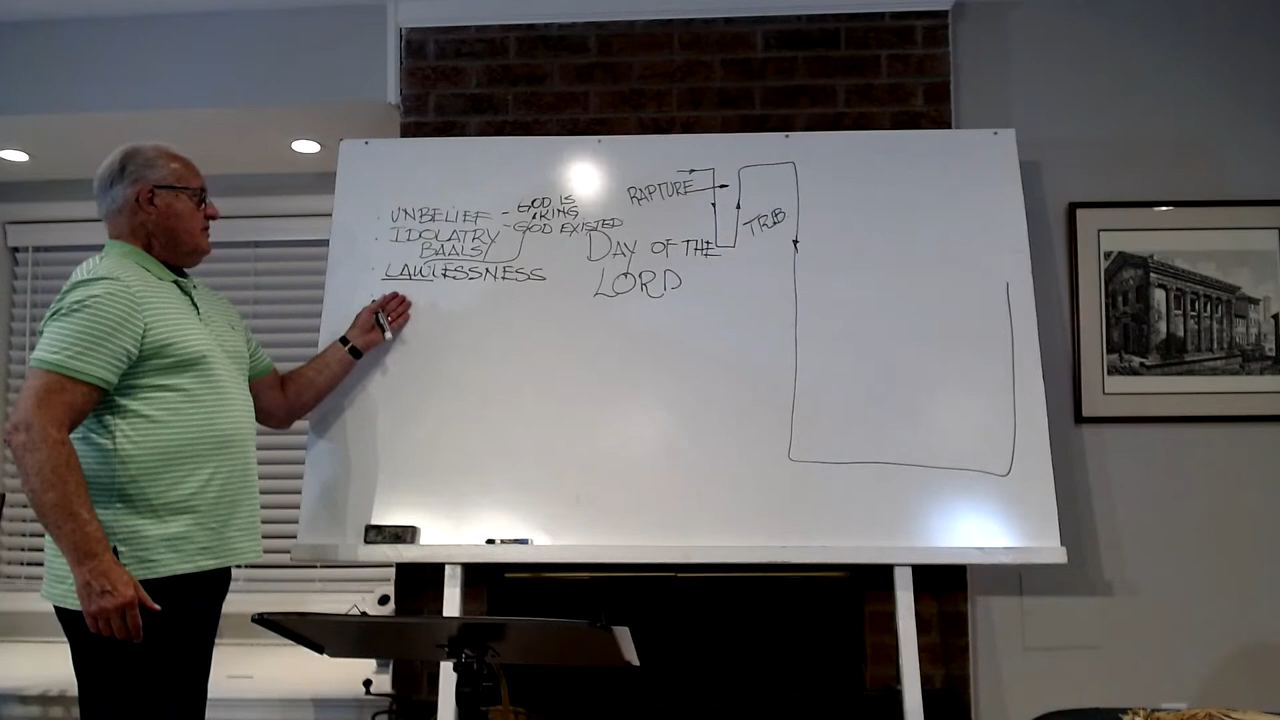 UNBELIEF - GOD IS KING
IDOLATRY - GOD EXISTED
BAALS
LAWLESSNESS
RAPTURE
DAY OF THE
LORD
TRIB